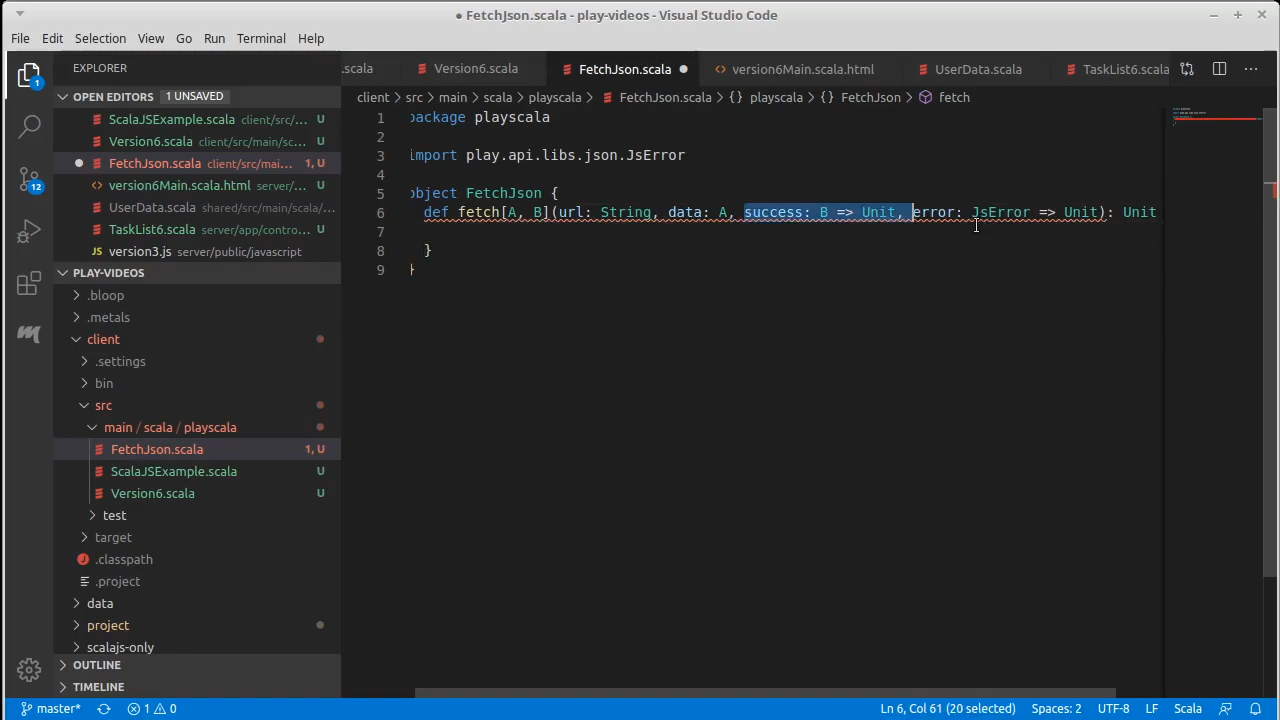 ● FetchJson.scala - play-videos - Visual Studio Code
File Edit Selection View Go Run Terminal Help
EXPLORER
.scala Version6.scala FetchJson.scala version6Main.scala.html UserData.scala TaskList6.scala
OPEN EDITORS 1 UNSAVED
client › src › main › scala › playscala › FetchJson.scala › {} playscala › {} FetchJson › fetch
ScalaJSExample.scala client/src/... U
Version6.scala client/src/main/sc... U
FetchJson.scala client/src/mai... 1, U
version6Main.scala.html server/... U
UserData.scala shared/src/main/scala/... U
TaskList6.scala server/app/contro... U
JS version3.js server/public/javascript
1 package playscala
2
3 import play.api.libs.json.JsError
4
5 object FetchJson {
6 def fetch[A, B](url: String, data: A, success: B => Unit, error: JsError => Unit): Unit
7
8 }
9 }
PLAY-VIDEOS
.bloop
.metals
client
.settings
bin
src
main / scala / playscala
FetchJson.scala 1, U
ScalaJSExample.scala U
Version6.scala U
test
target
.classpath
.project
data
project
scalajs-only
OUTLINE
TIMELINE
1
12
master* 1 0 Ln 6, Col 61 (20 selected) Spaces: 2 UTF-8 LF Scala